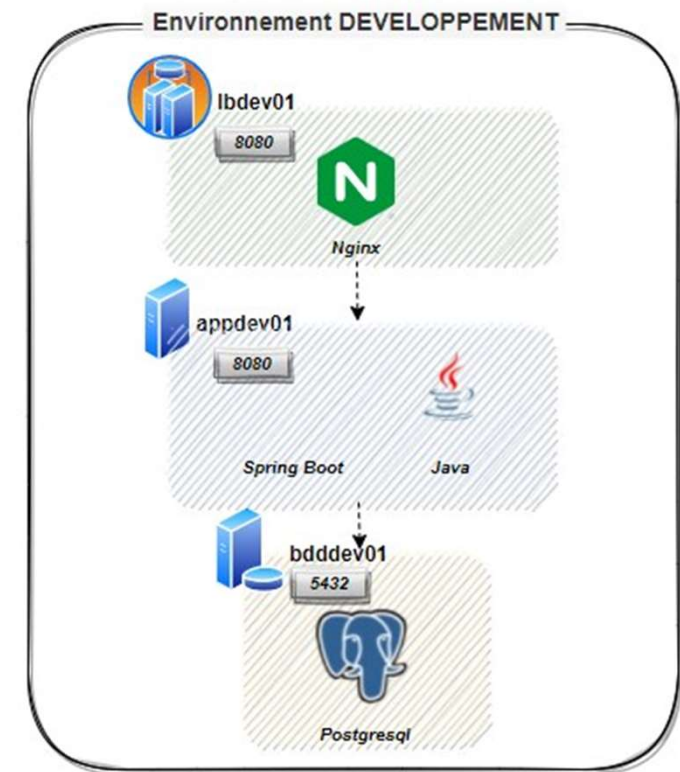 Environnement DEVELOPPEMENT
lbdev01
8080
N
Nginx
appdev01
8080
Spring Boot
Java
bdddev01
5432
Postgresql